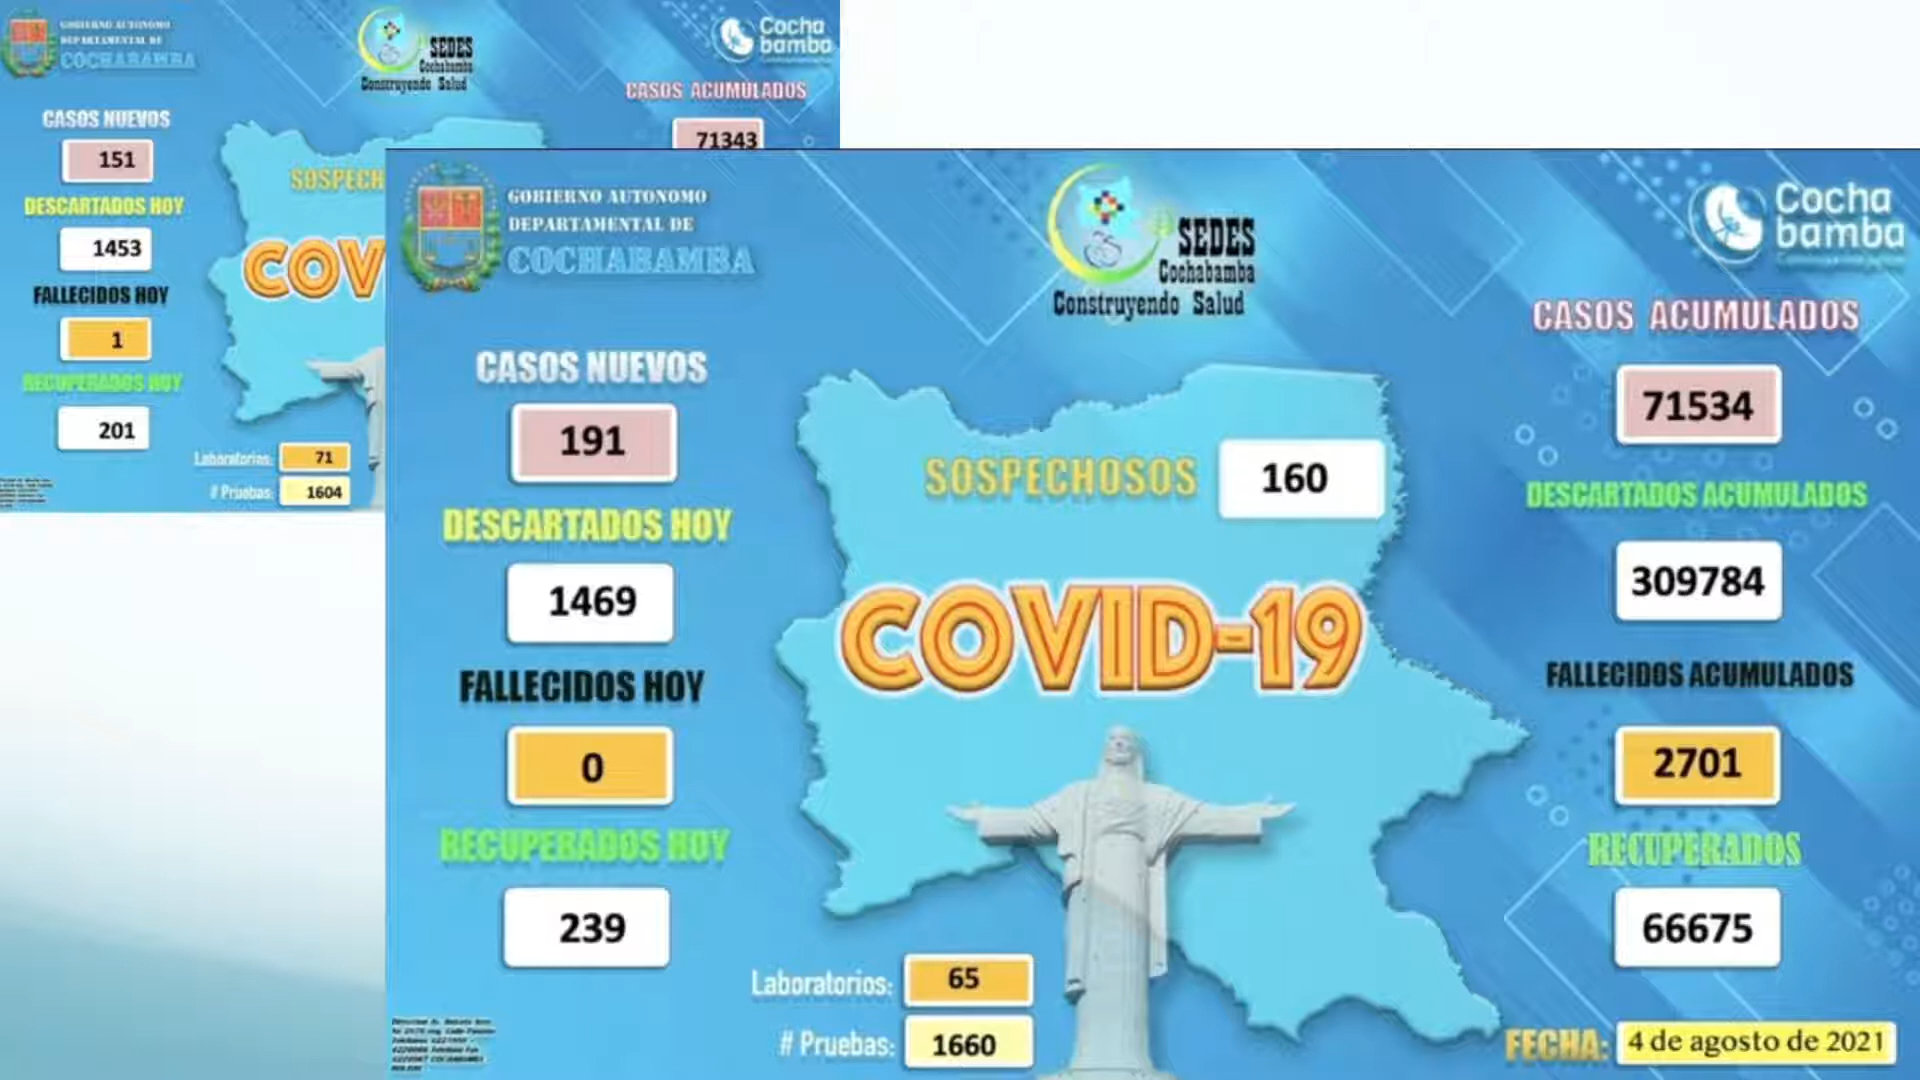 GOBIERNO AUTONOMO
DEPARTAMENTAL DE
COCHABAMBA
SEDES
Cochabamba
Construyendo Salud
Cocha
bamba
CASOS ACUMULADOS
71343
CASOS NUEVOS
151
DESCARTADOS HOY
1453
FALLECIDOS HOY
1
RECUPERADOS HOY
201
SOSPECH
COV
Laboratorios: 71
# Pruebas: 1604
GOBIERNO AUTONOMO
DEPARTAMENTAL DE
COCHABAMBA
SEDES
Cochabamba
Construyendo Salud
Cocha
bamba
CASOS NUEVOS
191
DESCARTADOS HOY
1469
FALLECIDOS HOY
0
RECUPERADOS HOY
239
SOSPECHOSOS 160
COVID-19
Laboratorios: 65
# Pruebas: 1660
CASOS ACUMULADOS
71534
DESCARTADOS ACUMULADOS
309784
FALLECIDOS ACUMULADOS
2701
RECUPERADOS
66675
FECHA: 4 de agosto de 2021